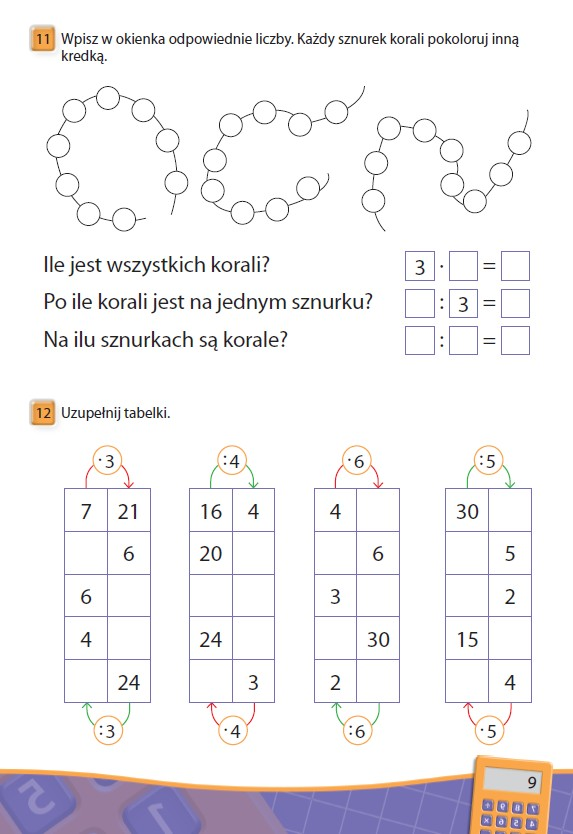 11 Wpisz w okienka odpowiednie liczby. Każdy sznurek korali pokoloruj inną
kredką.
Ile jest wszystkich korali? 3 · =
Po ile korali jest na jednym sznurku? : 3 =
Na ilu sznurkach są korale? : =
12 Uzupełnij tabelki.
·3 :4 ·6 :5
7 21 16 4 4 30
6 20 6 5
6 3 2
4 24 30 15
24 3 2 4
:3 ·4 :6 ·5
9